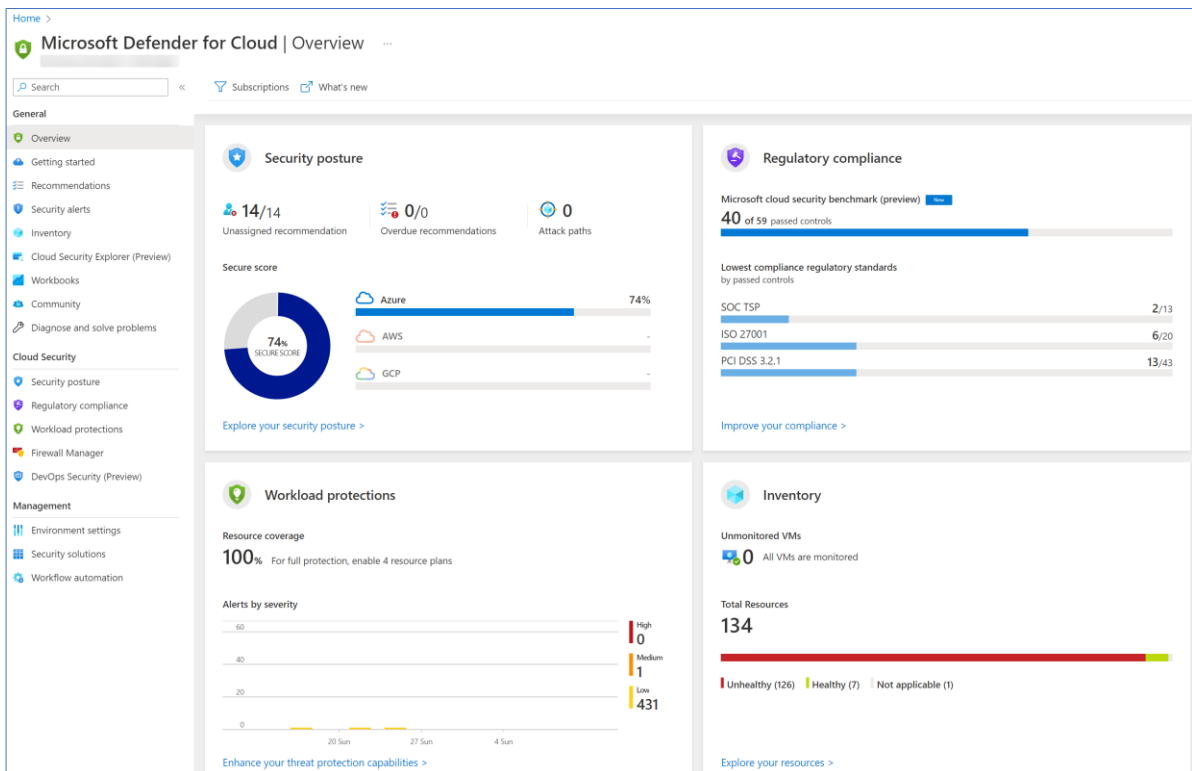 Home >
Microsoft Defender for Cloud | Overview ...
Search «
Subscriptions What's new
General
Overview
Getting started
Recommendations
Security alerts
Inventory
Cloud Security Explorer (Preview)
Workbooks
Community
Diagnose and solve problems
Cloud Security
Security posture
Regulatory compliance
Workload protections
Firewall Manager
DevOps Security (Preview)
Management
Environment settings
Security solutions
Workflow automation
Security posture
14/14 0/0 0
Unassigned recommendation Overdue recommendations Attack paths
Secure score
74%
SECURE SCORE
Azure 74%
AWS -
GCP -
Explore your security posture >
Regulatory compliance
Microsoft cloud security benchmark (preview) New
40 of 59 passed controls
Lowest compliance regulatory standards
by passed controls
SOC TSP 2/13
ISO 27001 6/20
PCI DSS 3.2.1 13/43
Improve your compliance >
Workload protections
Resource coverage
100% For full protection, enable 4 resource plans
Alerts by severity
60
40
20
0
20 Sun 27 Sun 4 Sun
High
0
Medium
1
Low
431
Enhance your threat protection capabilities >
Inventory
Unmonitored VMs
0 All VMs are monitored
Total Resources
134
Unhealthy (126) Healthy (7) Not applicable (1)
Explore your resources >